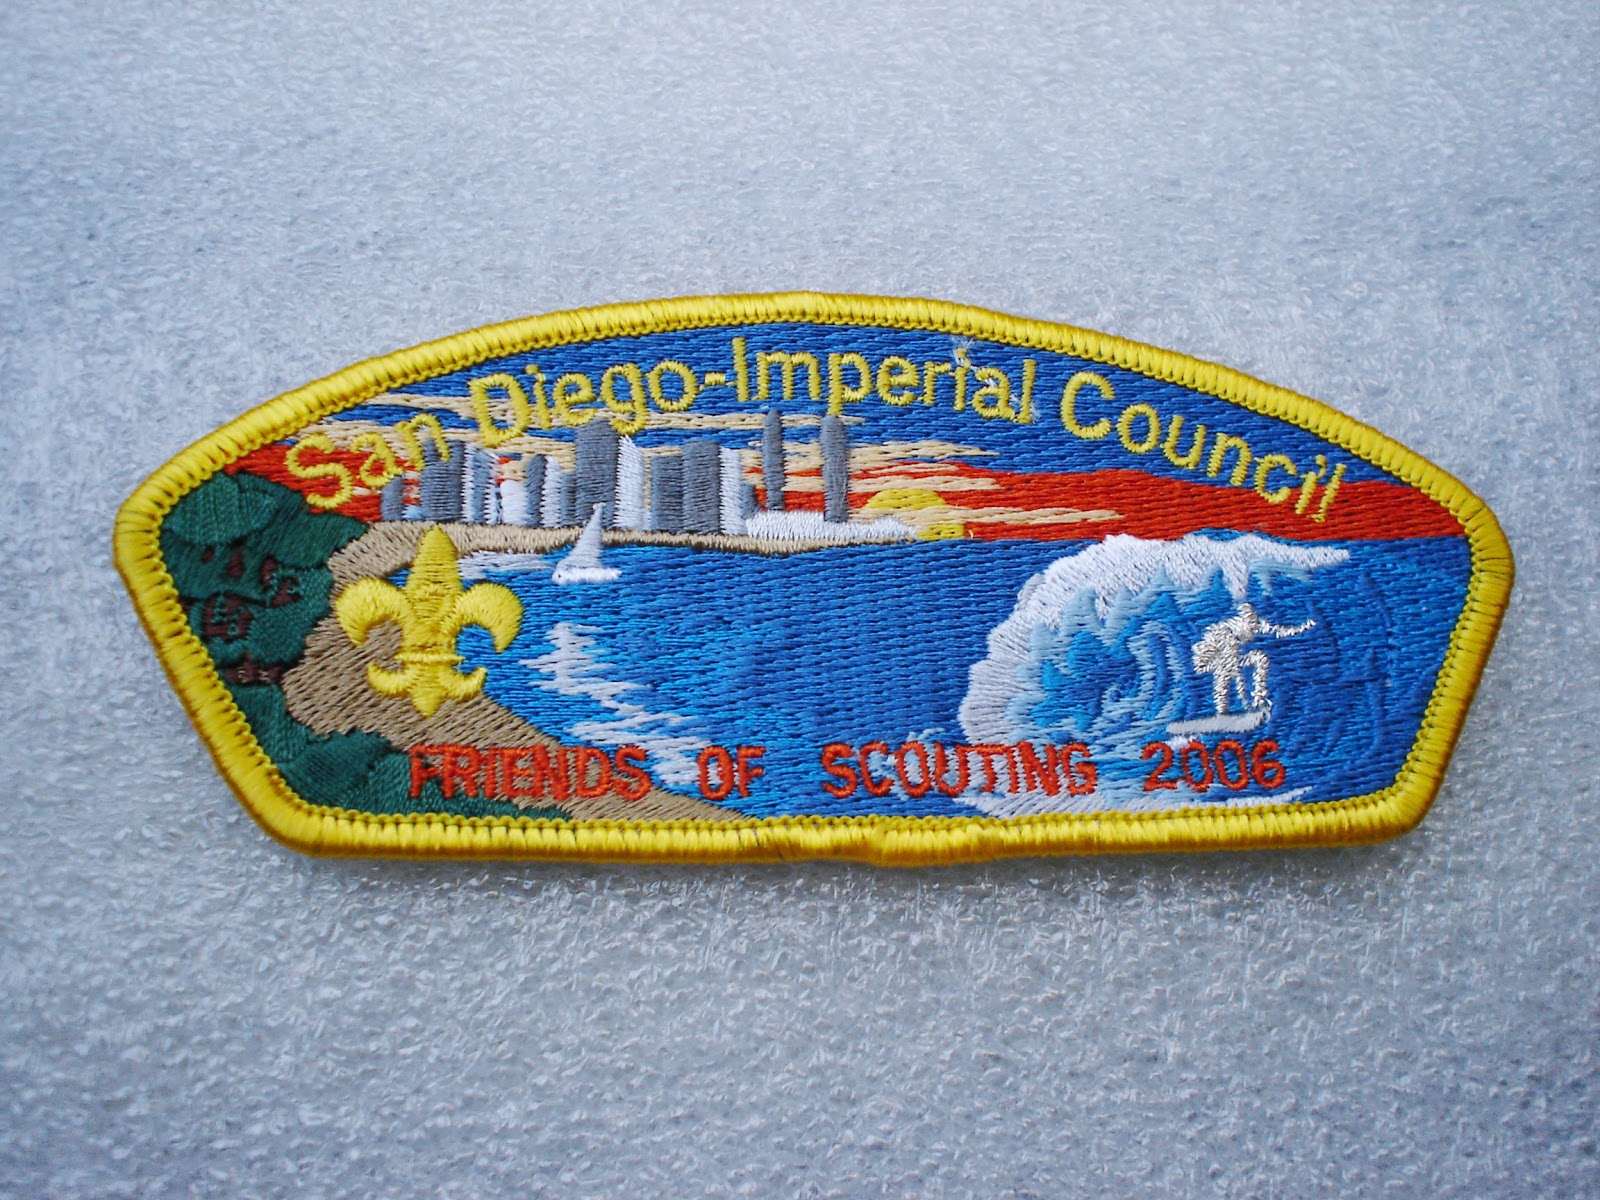 San Diego-Imperial Council
FRIENDS OF SCOUTING 2006